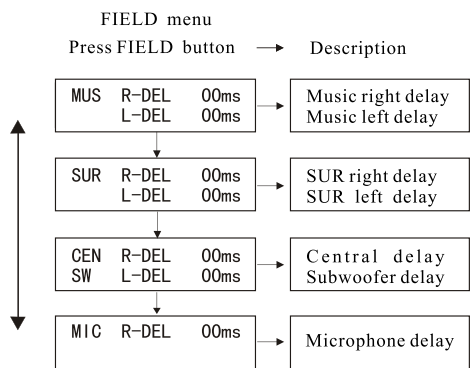 FIELD menu
Press FIELD button → Description
MUS R-DEL 00ms
L-DEL 00ms
Music right delay
Music left delay
SUR R-DEL 00ms
L-DEL 00ms
SUR right delay
SUR left delay
CEN R-DEL 00ms
SW L-DEL 00ms
Central delay
Subwoofer delay
MIC R-DEL 00ms
Microphone delay